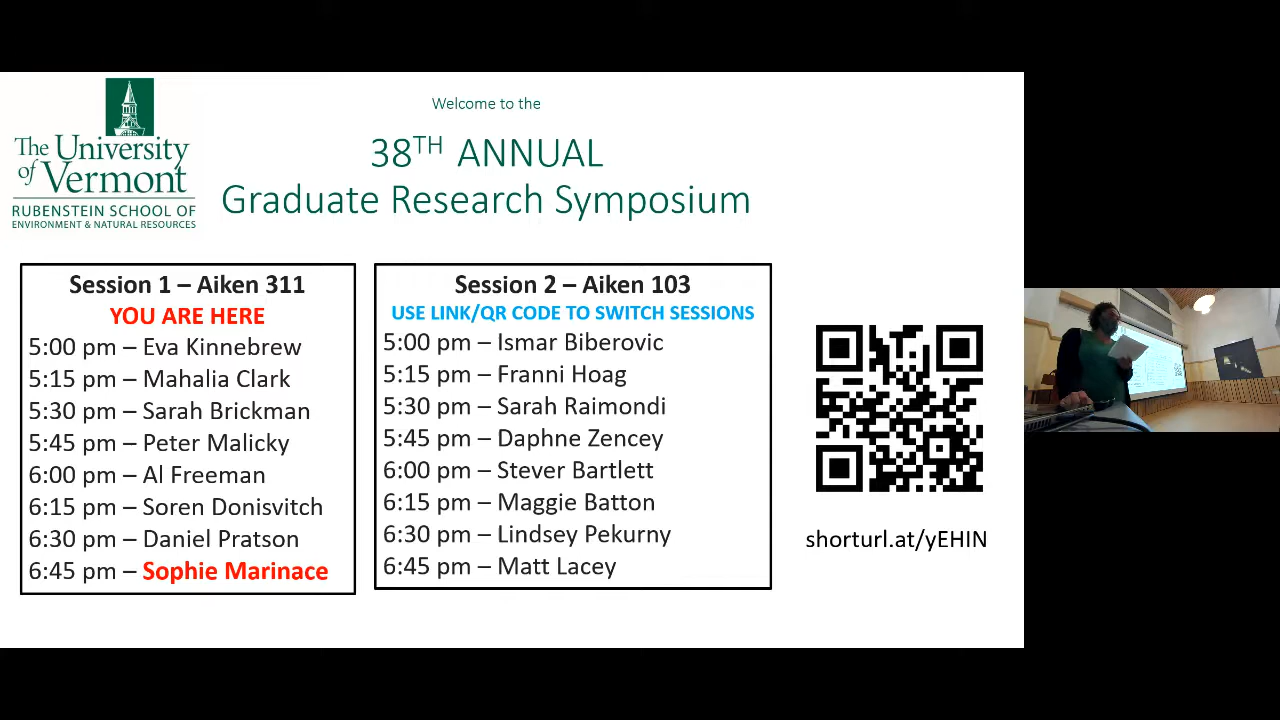 The University
of Vermont
RUBENSTEIN SCHOOL OF
ENVIRONMENT & NATURAL RESOURCES
Welcome to the
38TH ANNUAL
Graduate Research Symposium
Session 1 – Aiken 311
YOU ARE HERE
5:00 pm – Eva Kinnebrew
5:15 pm – Mahalia Clark
5:30 pm – Sarah Brickman
5:45 pm – Peter Malicky
6:00 pm – Al Freeman
6:15 pm – Soren Donisvitch
6:30 pm – Daniel Pratson
6:45 pm – Sophie Marinace
Session 2 – Aiken 103
USE LINK/QR CODE TO SWITCH SESSIONS
5:00 pm – Ismar Biberovic
5:15 pm – Franni Hoag
5:30 pm – Sarah Raimondi
5:45 pm – Daphne Zencey
6:00 pm – Stever Bartlett
6:15 pm – Maggie Batton
6:30 pm – Lindsey Pekurny
6:45 pm – Matt Lacey
shorturl.at/yEHIN